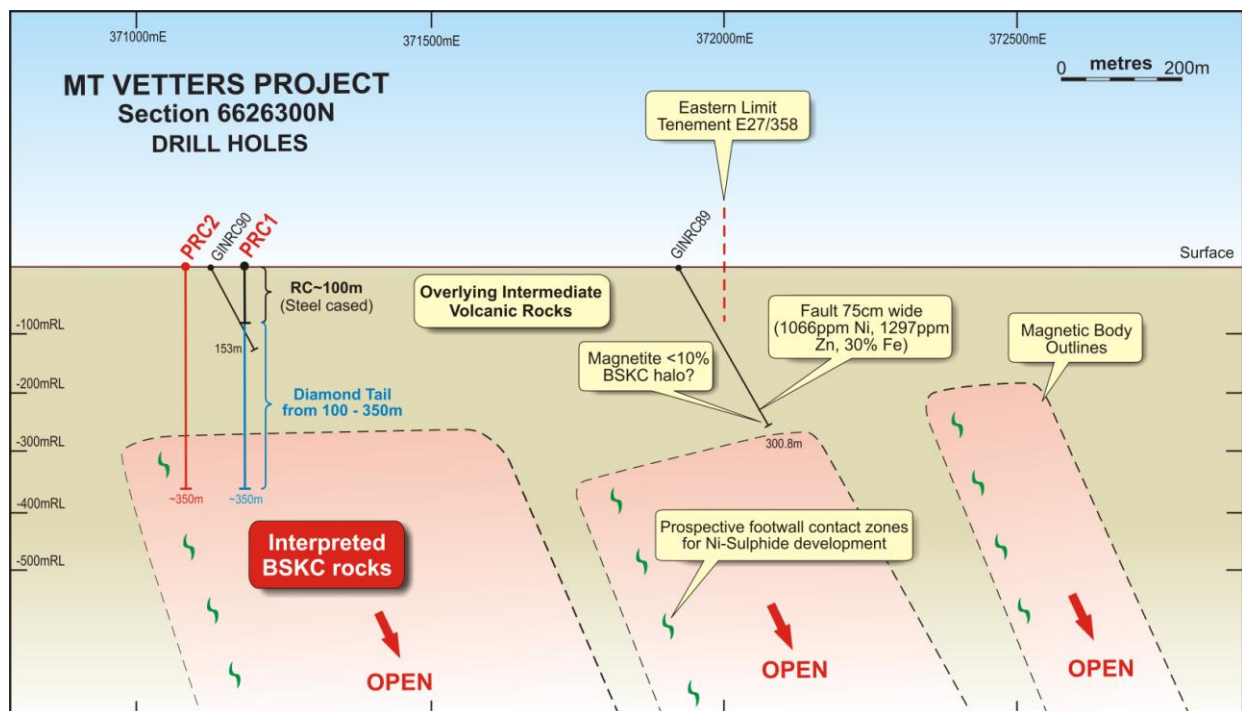 371000mE
371500mE
372000mE
372500mE
MT VETTERS PROJECT
Section 6626300N
DRILL HOLES
0 metres 200m
Eastern Limit
Tenement E27/358
PRC2
GINRC90
PRC1
GINRC89
Surface
RC~100m
(Steel cased)
Overlying Intermediate
Volcanic Rocks
Fault 75cm wide
(1066ppm Ni, 1297ppm
Zn, 30% Fe)
Magnetic Body
Outlines
-100mRL
153m
Magnetite <10%
BSKC halo?
-200mRL
Diamond Tail
from 100 - 350m
-300mRL
300.8m
~350m
~350m
-400mRL
Interpreted
BSKC rocks
Prospective footwall contact zones
for Ni-Sulphide development
-500mRL
OPEN
OPEN
OPEN